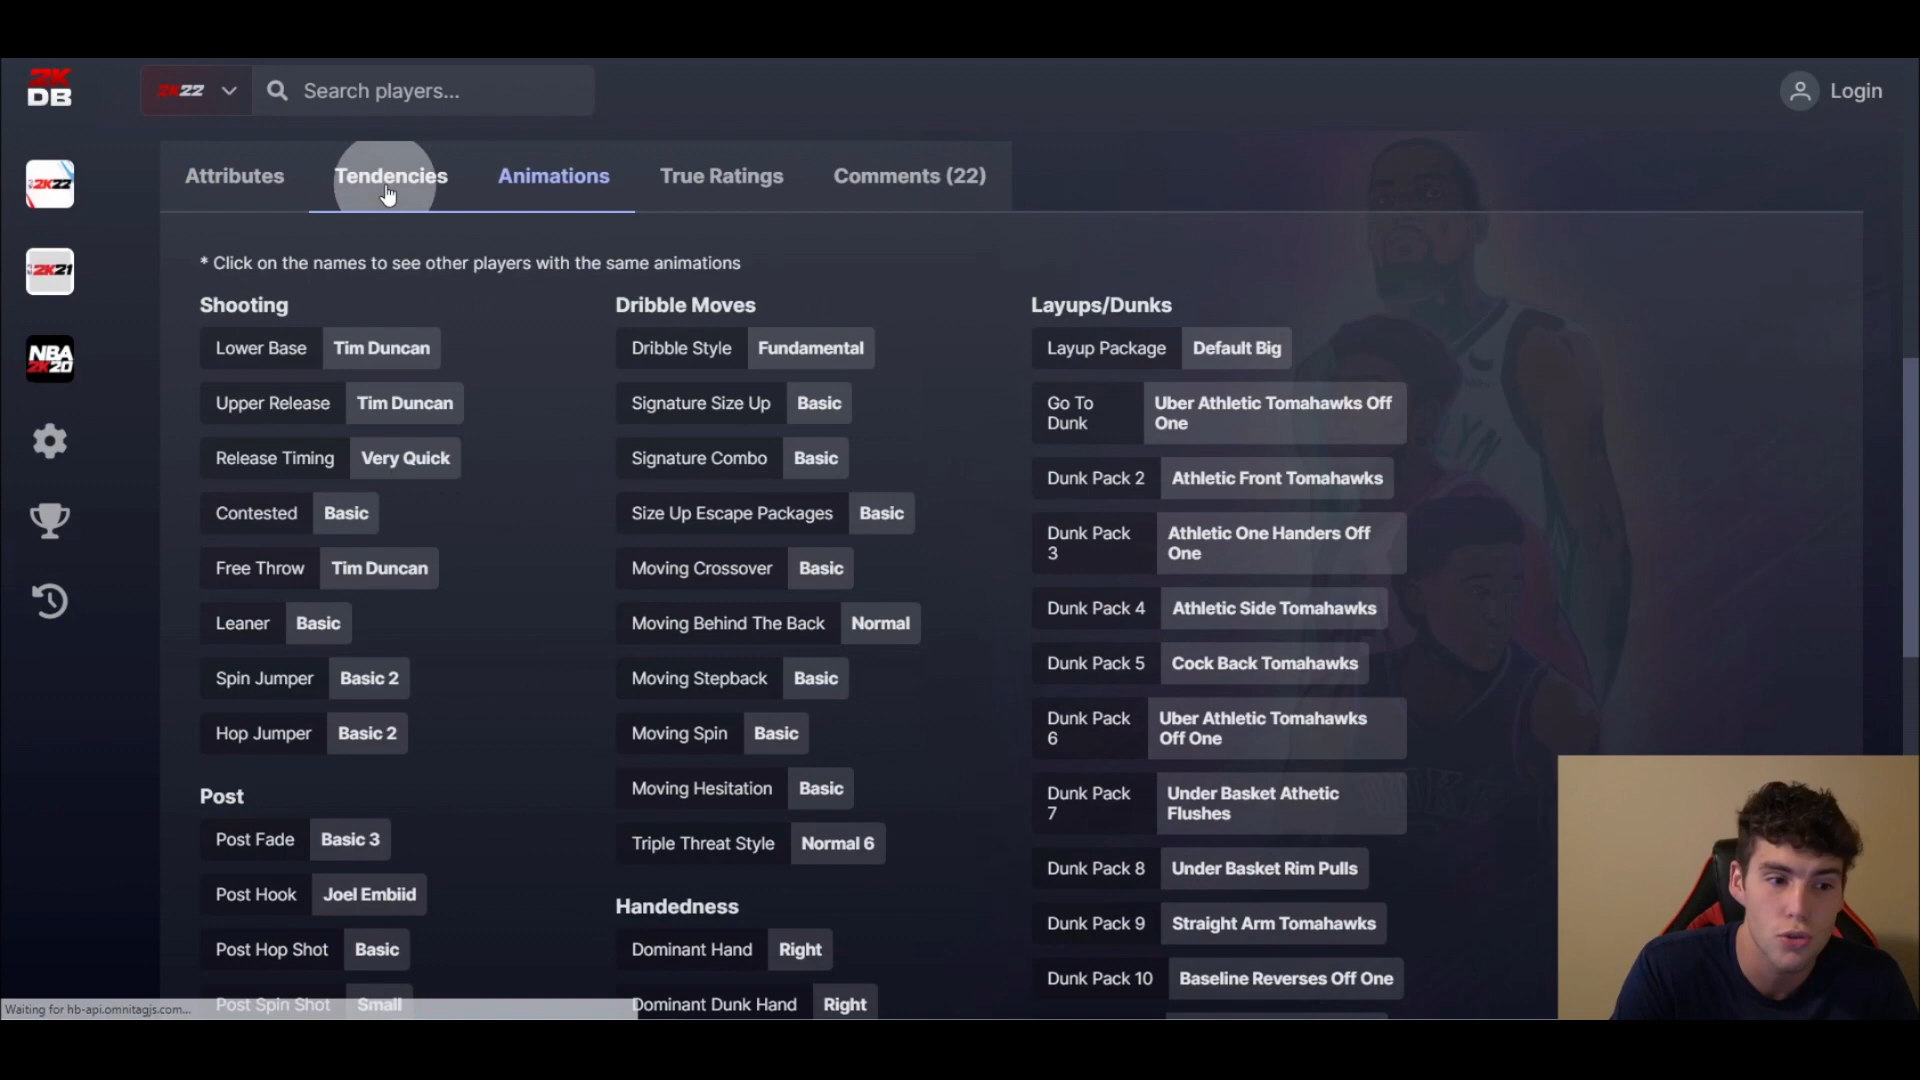 2K
DB
2K22
Search players...
Login
2K22
2K21
NBA
2K20
Attributes
Tendencies
Animations
True Ratings
Comments (22)
* Click on the names to see other players with the same animations
Shooting
Lower Base Tim Duncan
Upper Release Tim Duncan
Release Timing Very Quick
Contested Basic
Free Throw Tim Duncan
Leaner Basic
Spin Jumper Basic 2
Hop Jumper Basic 2
Post
Post Fade Basic 3
Post Hook Joel Embiid
Post Hop Shot Basic
Post Spin Shot Small
Dribble Moves
Dribble Style Fundamental
Signature Size Up Basic
Signature Combo Basic
Size Up Escape Packages Basic
Moving Crossover Basic
Moving Behind The Back Normal
Moving Stepback Basic
Moving Spin Basic
Moving Hesitation Basic
Triple Threat Style Normal 6
Handedness
Dominant Hand Right
Dominant Dunk Hand Right
Layups/Dunks
Layup Package Default Big
Go To Uber Athletic Tomahawks Off
Dunk One
Dunk Pack 2 Athletic Front Tomahawks
Dunk Pack Athletic One Handers Off
3 One
Dunk Pack 4 Athletic Side Tomahawks
Dunk Pack 5 Cock Back Tomahawks
Dunk Pack Uber Athletic Tomahawks
6 Off One
Dunk Pack Under Basket Athetic
7 Flushes
Dunk Pack 8 Under Basket Rim Pulls
Dunk Pack 9 Straight Arm Tomahawks
Dunk Pack 10 Baseline Reverses Off One
Waiting for hb-api.omnitagjs.com...